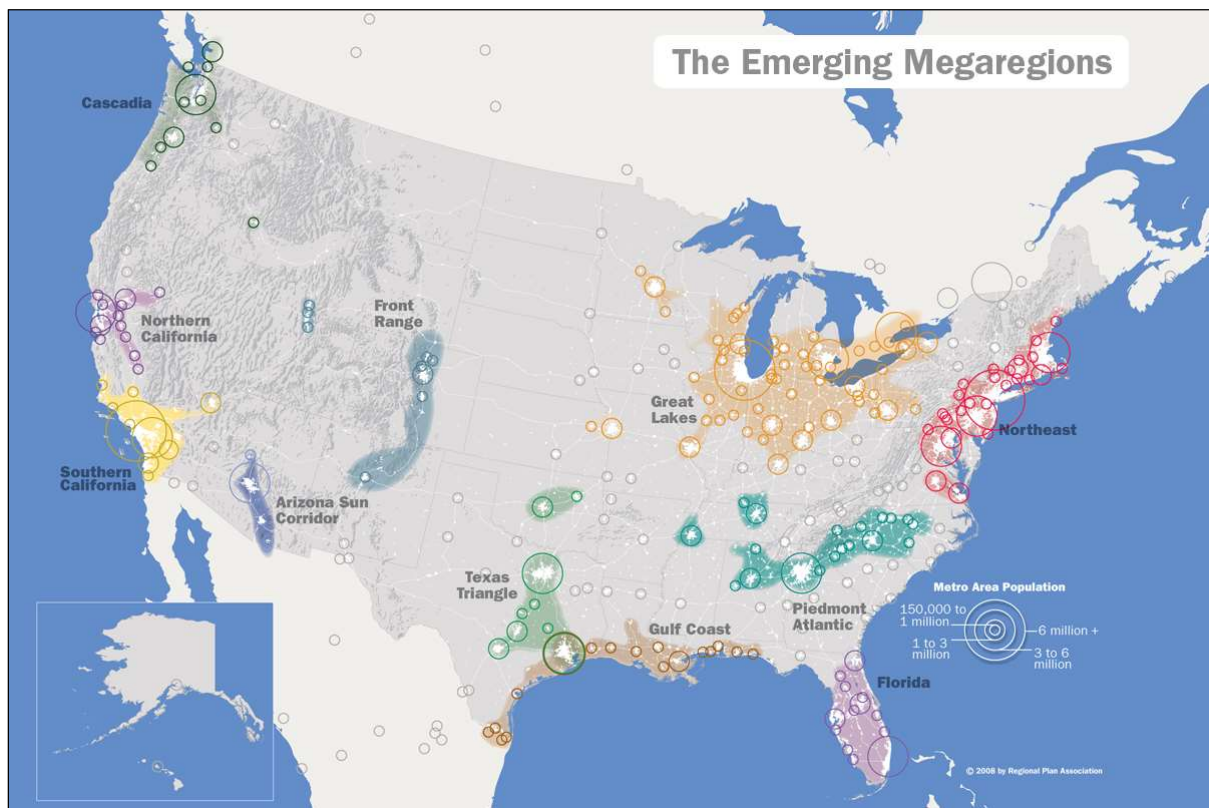 The Emerging Megaregions
Cascadia
Northern
California
Front
Range
Great
Lakes
Northeast
Southern
California
Arizona Sun
Corridor
Texas
Triangle
Gulf Coast
Piedmont
Atlantic
Florida
Metro Area Population
150,000 to
1 million
1 to 3
million
6 million +
3 to 6
million
© 2008 by Regional Plan Association